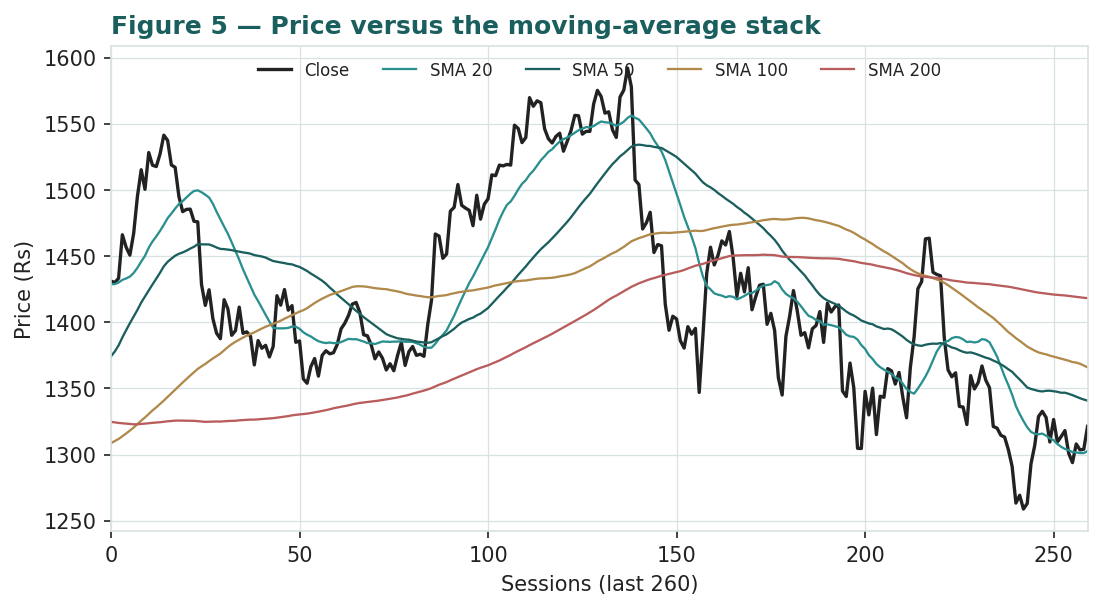 Figure 5 — Price versus the moving-average stack
Close SMA 20 SMA 50 SMA 100 SMA 200
Price (Rs)
1600
1550
1500
1450
1400
1350
1300
1250
0 50 100 150 200 250
Sessions (last 260)